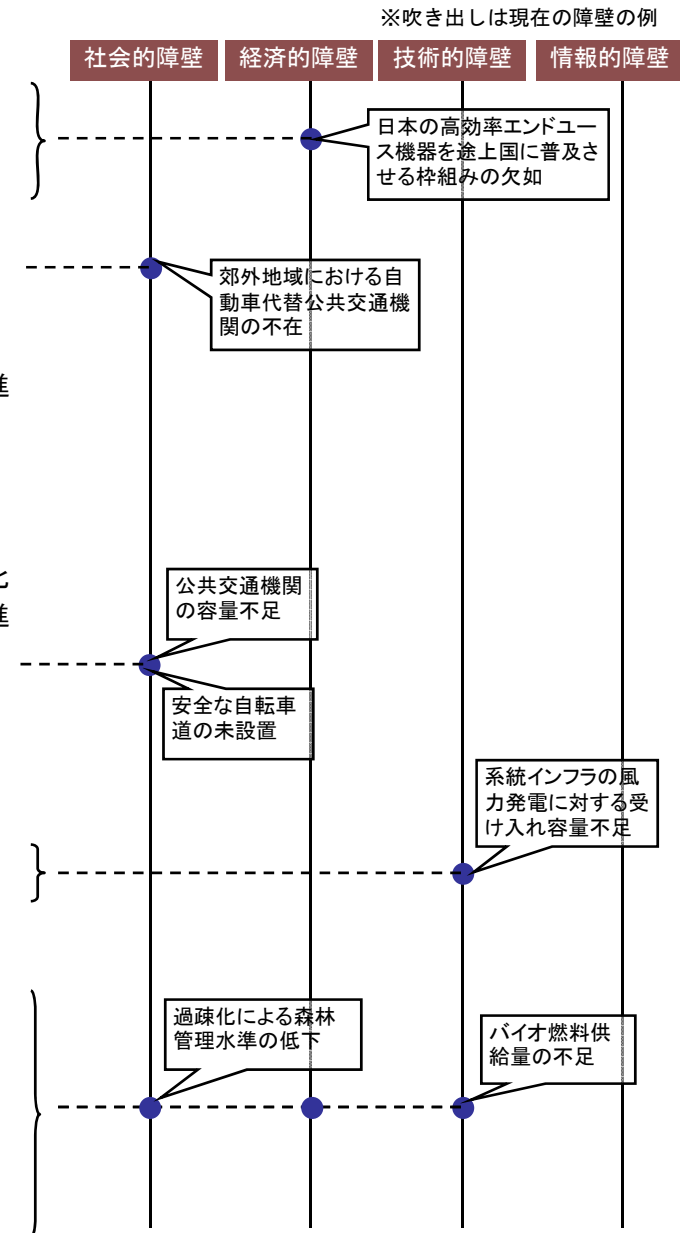 ※吹き出しは現在の障壁の例
社会的障壁
経済的障壁
技術的障壁
情報的障壁
日本の高効率エンドユー
ス機器を途上国に普及さ
せる枠組みの欠如
郊外地域における自
動車代替公共交通機
関の不在
進
公共交通機関
の容量不足
進
安全な自転車
道の未設置
系統インフラの風
力発電に対する受
け入れ容量不足
過疎化による森林
管理水準の低下
バイオ燃料供
給量の不足